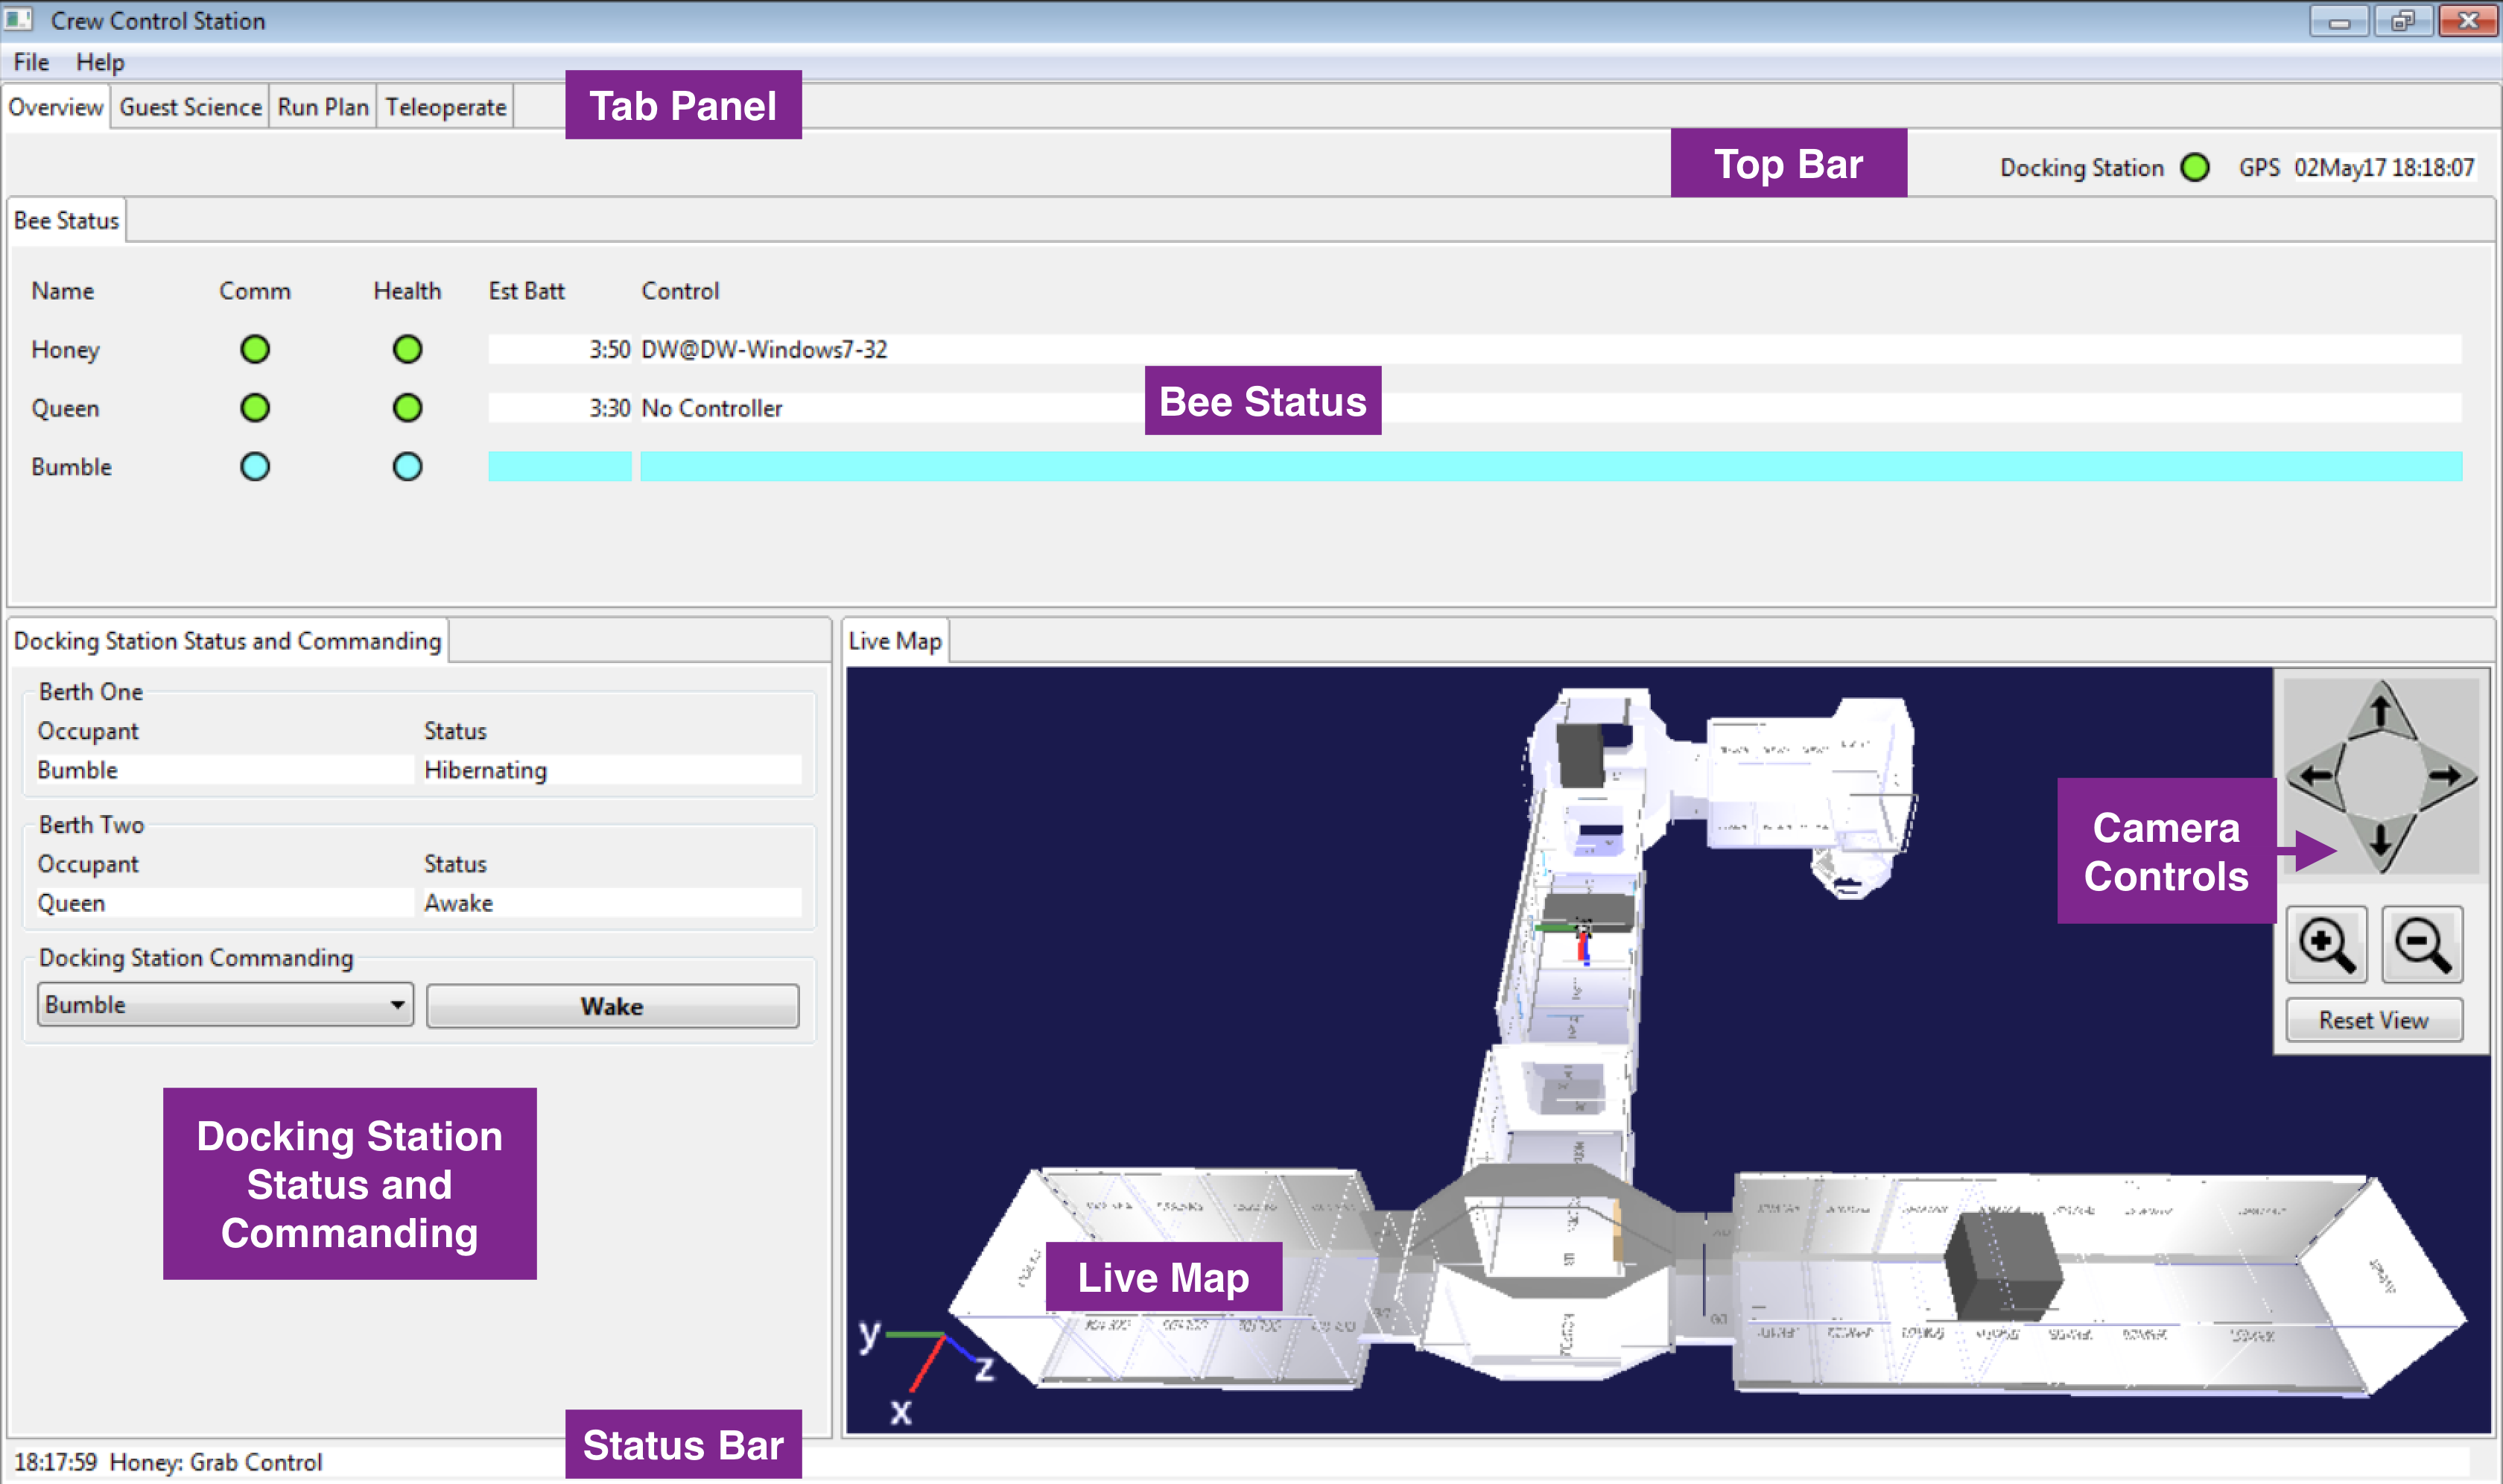 Crew Control Station
File Help
Overview Guest Science Run Plan Teleoperate
Tab Panel
Top Bar
Docking Station GPS 02May17 18:18:07
Bee Status
Name Comm Health Est Batt Control
Honey 3:50 DW@DW-Windows7-32
Queen 3:30 No Controller
Bee Status
Bumble
Docking Station Status and Commanding
Berth One
Occupant Status
Bumble Hibernating
Berth Two
Occupant Status
Queen Awake
Docking Station Commanding
Bumble Wake
Docking Station
Status and
Commanding
Live Map
Camera
Controls
Reset View
Live Map
y
z
x
Status Bar
18:17:59 Honey: Grab Control